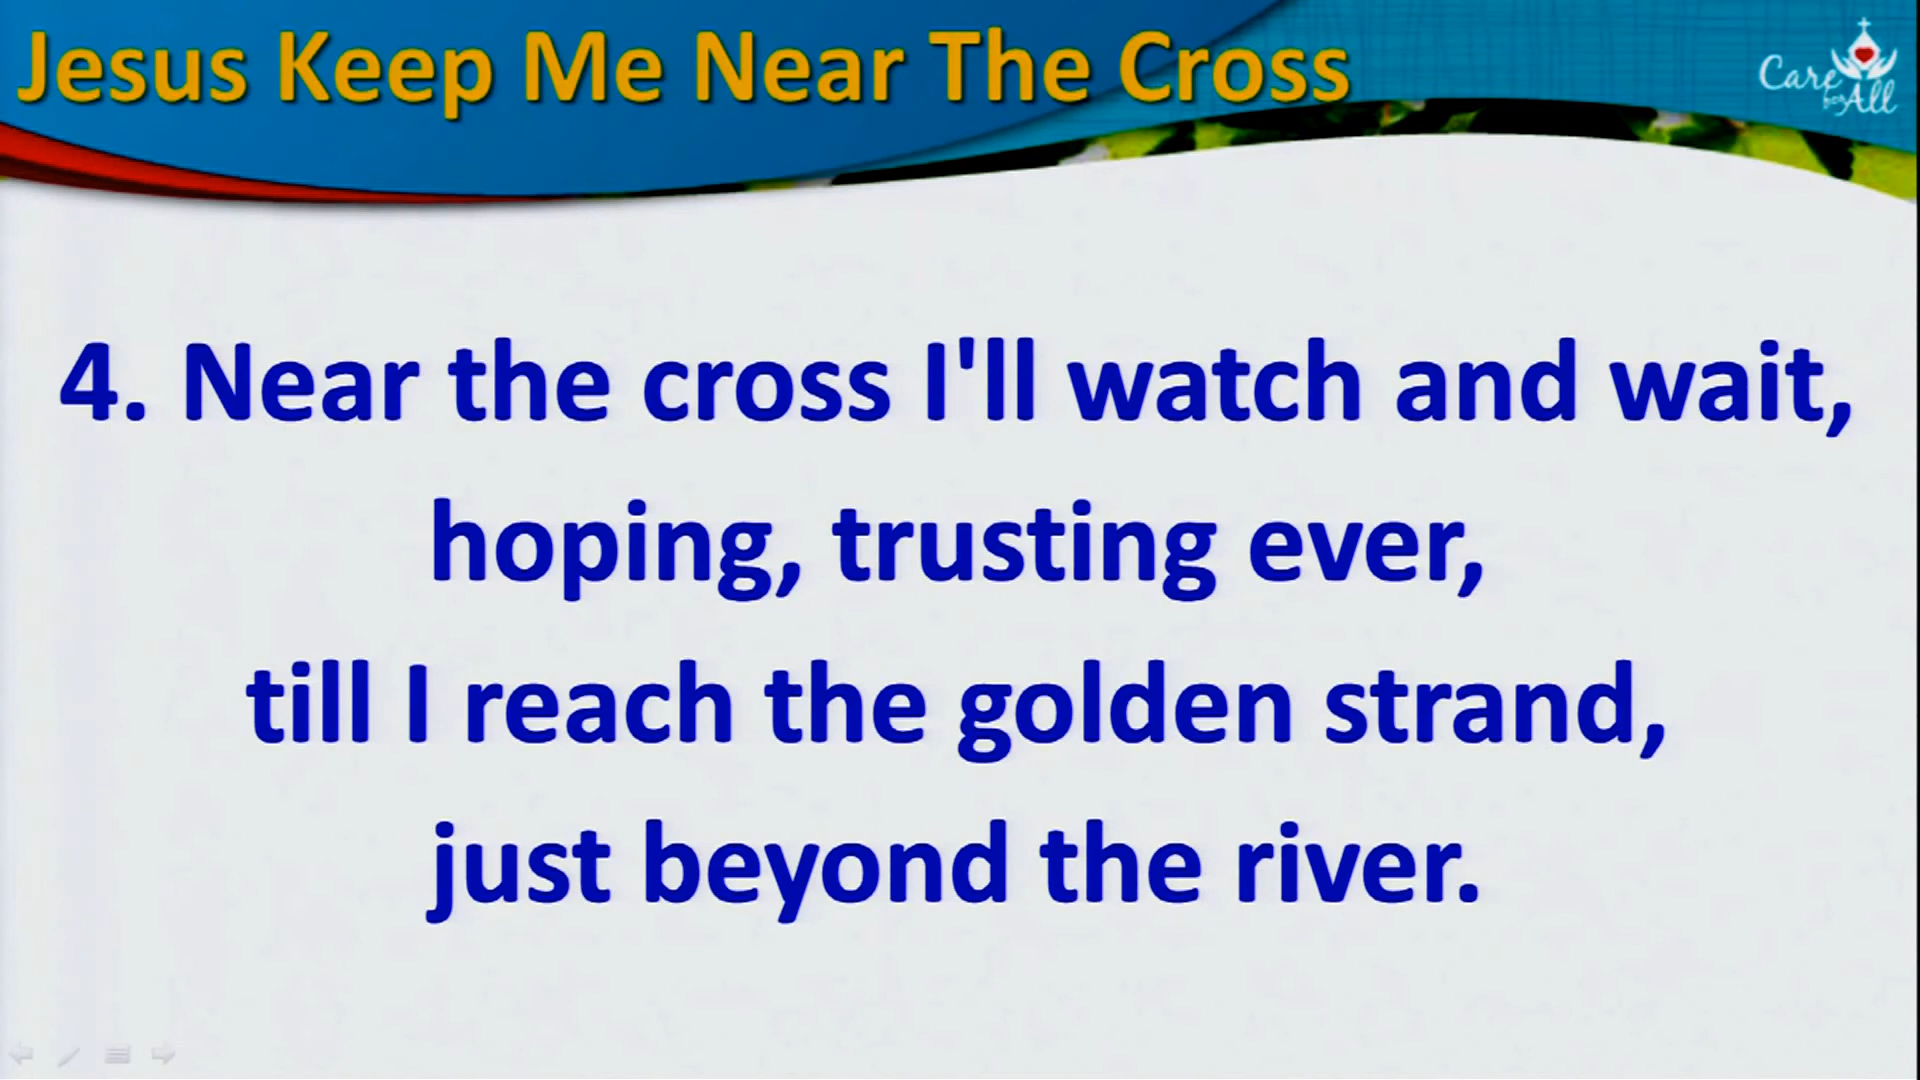 Jesus Keep Me Near The Cross
Care
for All
4. Near the cross I'll watch and wait,
hoping, trusting ever,
till I reach the golden strand,
just beyond the river.